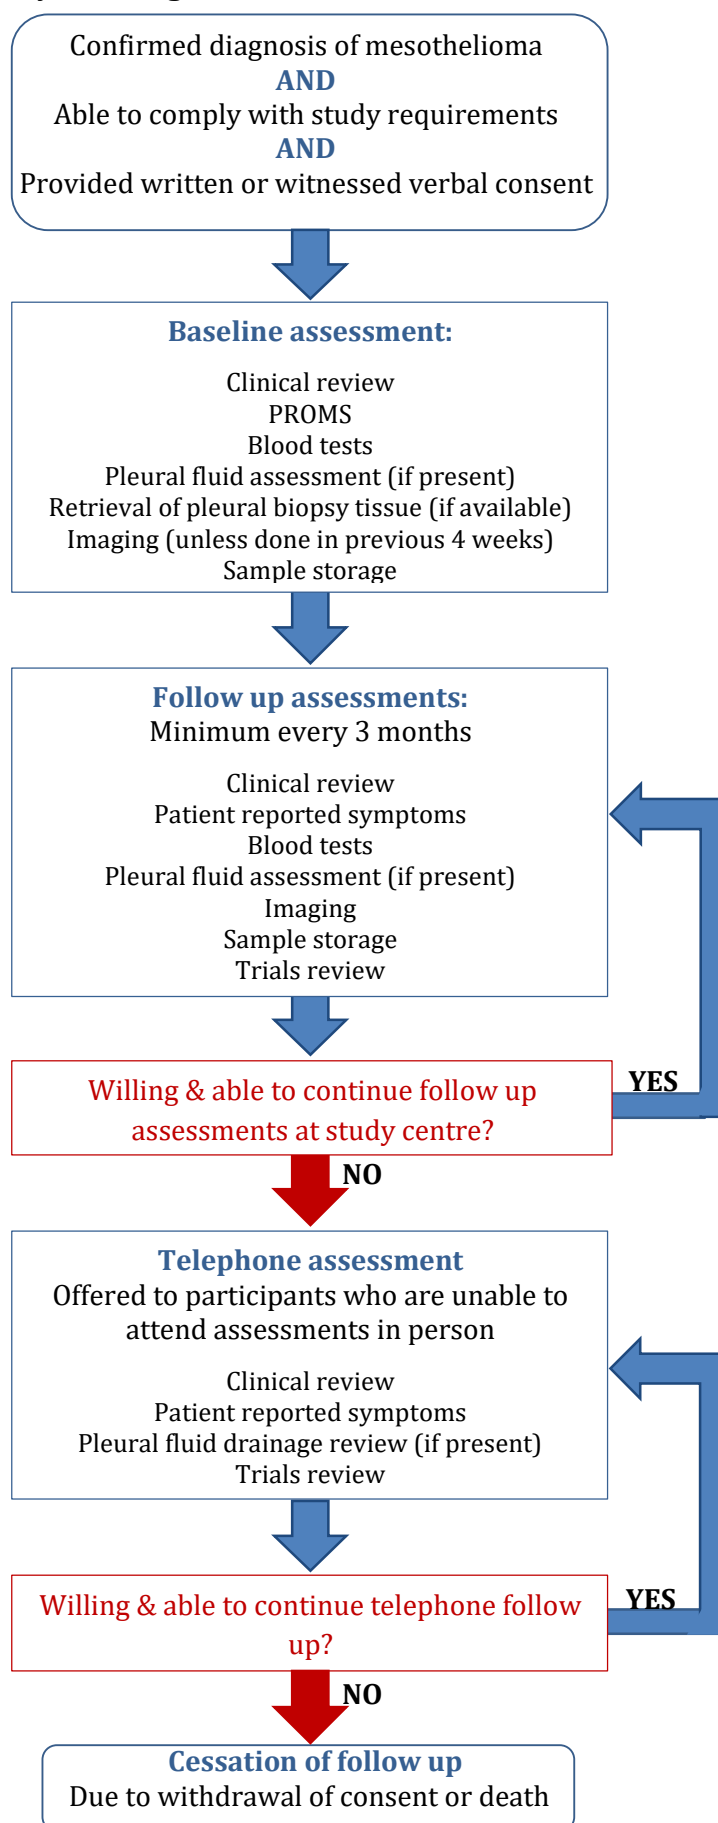 Confirmed diagnosis of mesothelioma
AND
Able to comply with study requirements
AND
Provided written or witnessed verbal consent
Baseline assessment:
Clinical review
PROMS
Blood tests
Pleural fluid assessment (if present)
Retrieval of pleural biopsy tissue (if available)
Imaging (unless done in previous 4 weeks)
Sample storage
Follow up assessments:
Minimum every 3 months
Clinical review
Patient reported symptoms
Blood tests
Pleural fluid assessment (if present)
Imaging
Sample storage
Trials review
Willing & able to continue follow up
assessments at study centre?
YES
NO
Telephone assessment
Offered to participants who are unable to
attend assessments in person
Clinical review
Patient reported symptoms
Pleural fluid drainage review (if present)
Trials review
Willing & able to continue telephone follow
up?
YES
NO
Cessation of follow up
Due to withdrawal of consent or death